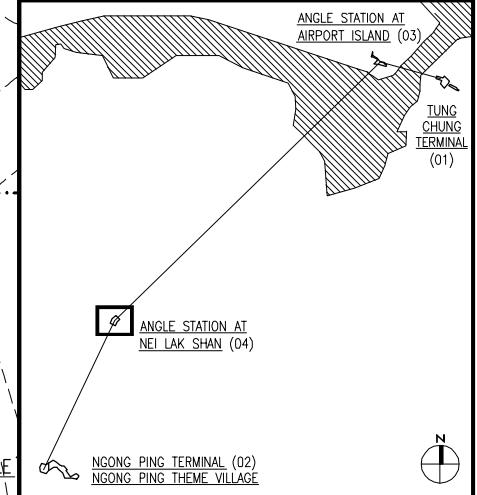 ANGLE STATION AT
AIRPORT ISLAND (03)
TUNG
CHUNG
TERMINAL
(01)
ANGLE STATION AT
NEI LAK SHAN (04)
NGONG PING TERMINAL (02)
NGONG PING THEME VILLAGE
N